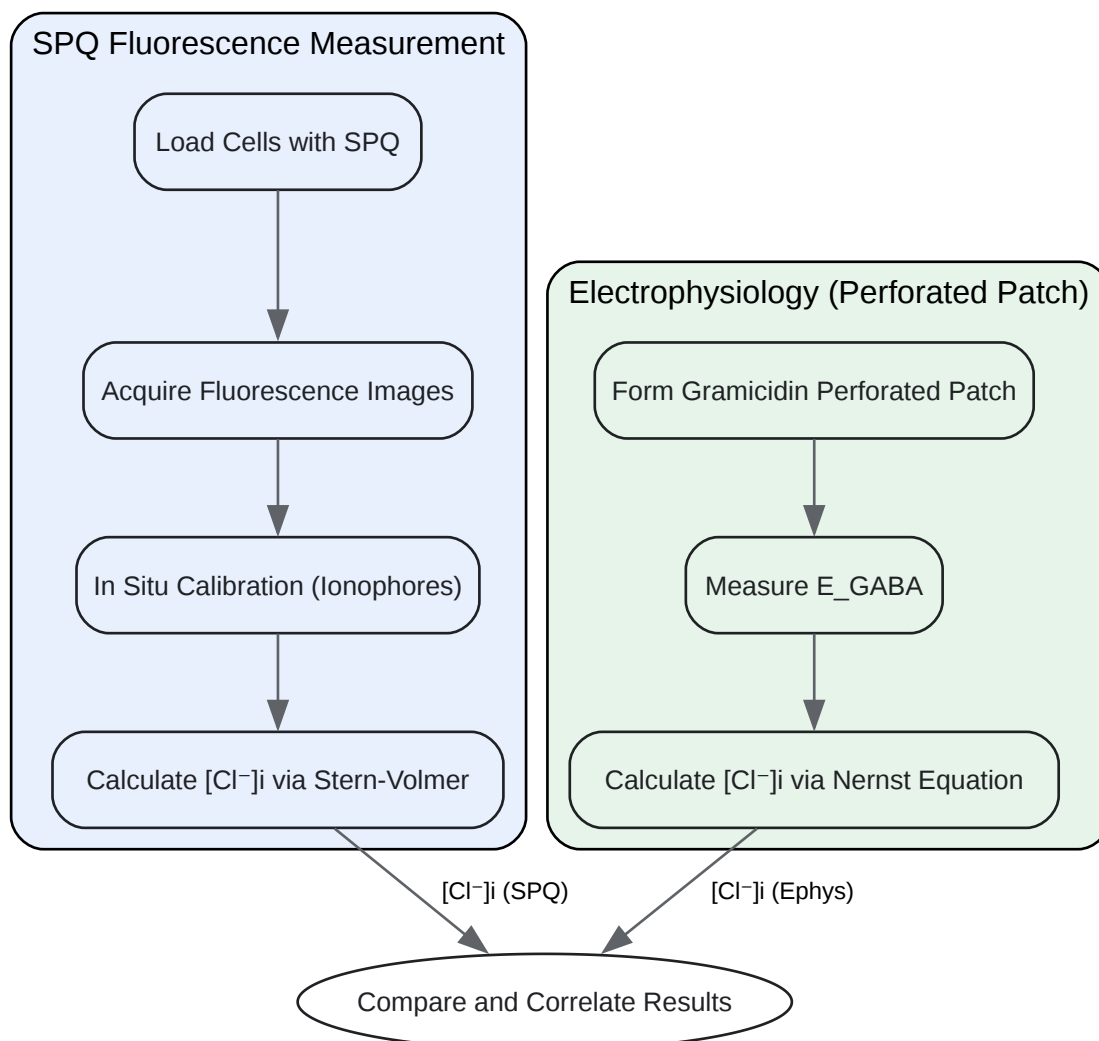 SPQ Fluorescence Measurement
Load Cells with SPQ
Acquire Fluorescence Images
In Situ Calibration (Ionophores)
Calculate [Cl⁻]i via Stern-Volmer
Electrophysiology (Perforated Patch)
Form Gramicidin Perforated Patch
Measure E_GABA
Calculate [Cl⁻]i via Nernst Equation
[Cl⁻]i (SPQ)
[Cl⁻]i (Ephys)
Compare and Correlate Results